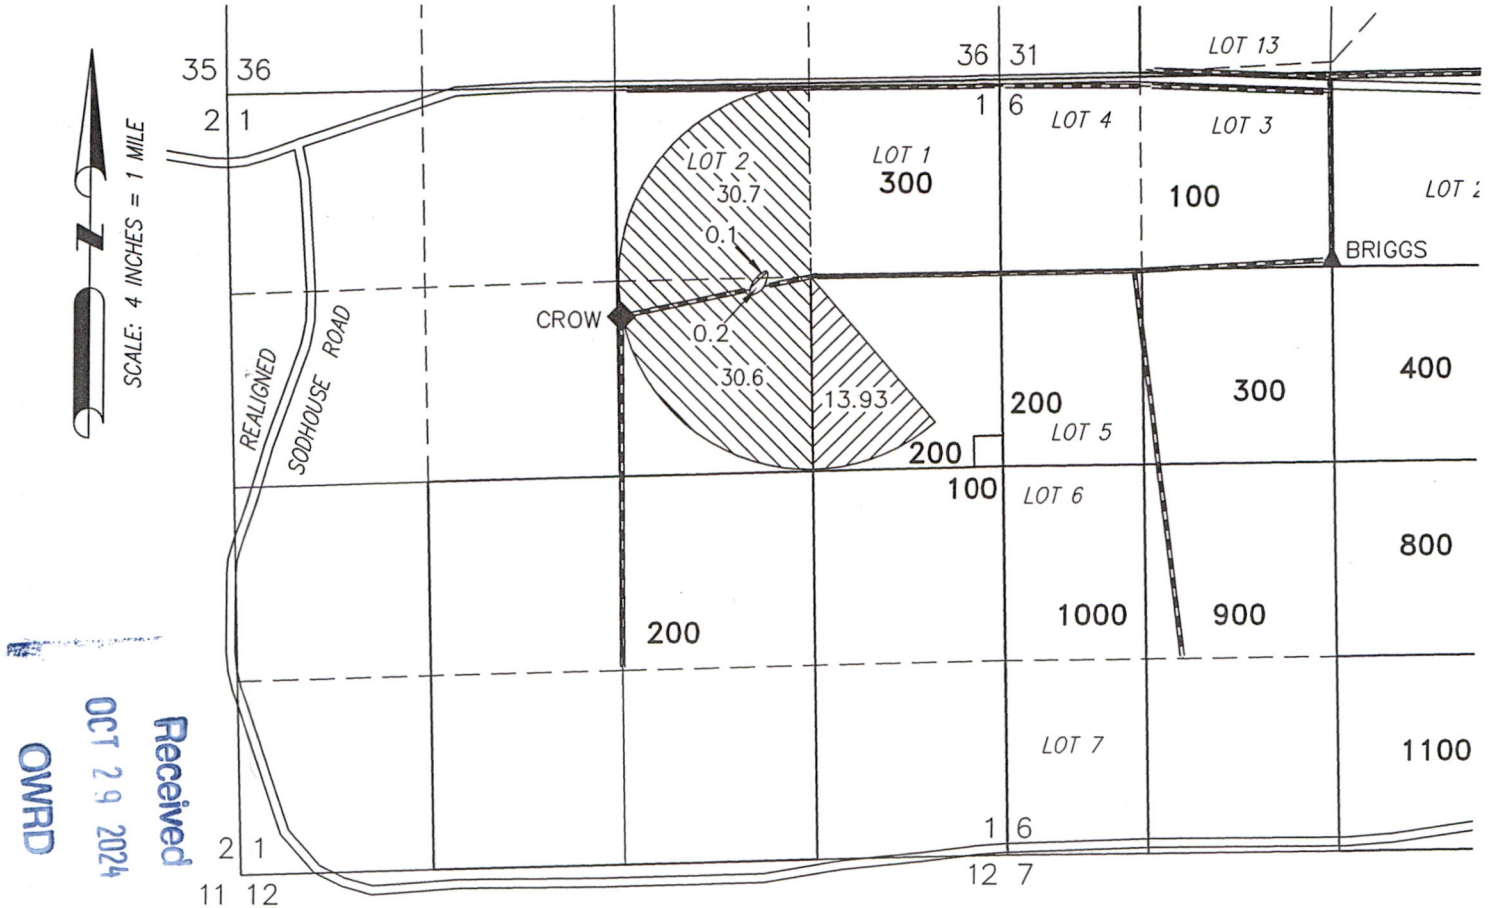 35 36
36 31
LOT 13
2 1
1 6
LOT 4
LOT 3
SCALE: 4 INCHES = 1 MILE
N
LOT 2
30.7
LOT 1
300
100
LOT 2
0.1
BRIGGS
CROW
0.2
30.6
13.93
REALIGNED
SODHOUSE ROAD
200
LOT 5
300
400
200
100
LOT 6
800
200
1000
900
LOT 7
1100
2 1
11 12
1 6
12 7
Received
OCT 29 2024
OWRD